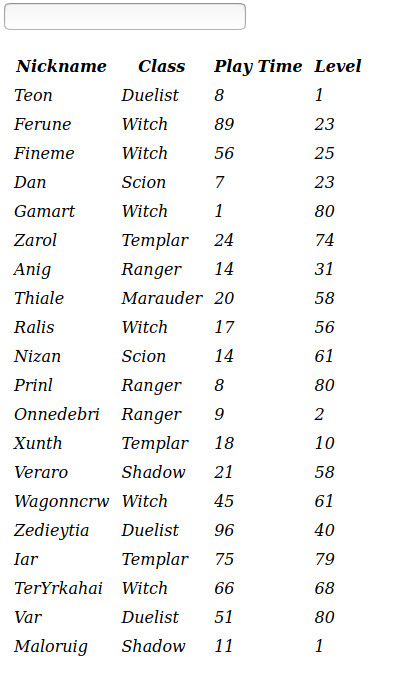 Nickname Class Play Time Level
Teon Duelist 8 1
Ferune Witch 89 23
Fineme Witch 56 25
Dan Scion 7 23
Gamart Witch 1 80
Zarol Templar 24 74
Anig Ranger 14 31
Thiale Marauder 20 58
Ralis Witch 17 56
Nizan Scion 14 61
Prinl Ranger 8 80
Onnedebri Ranger 9 2
Xunth Templar 18 10
Veraro Shadow 21 58
Wagonncrw Witch 45 61
Zedieytia Duelist 96 40
Iar Templar 75 79
TerYrkahai Witch 66 68
Var Duelist 51 80
Maloruig Shadow 11 1